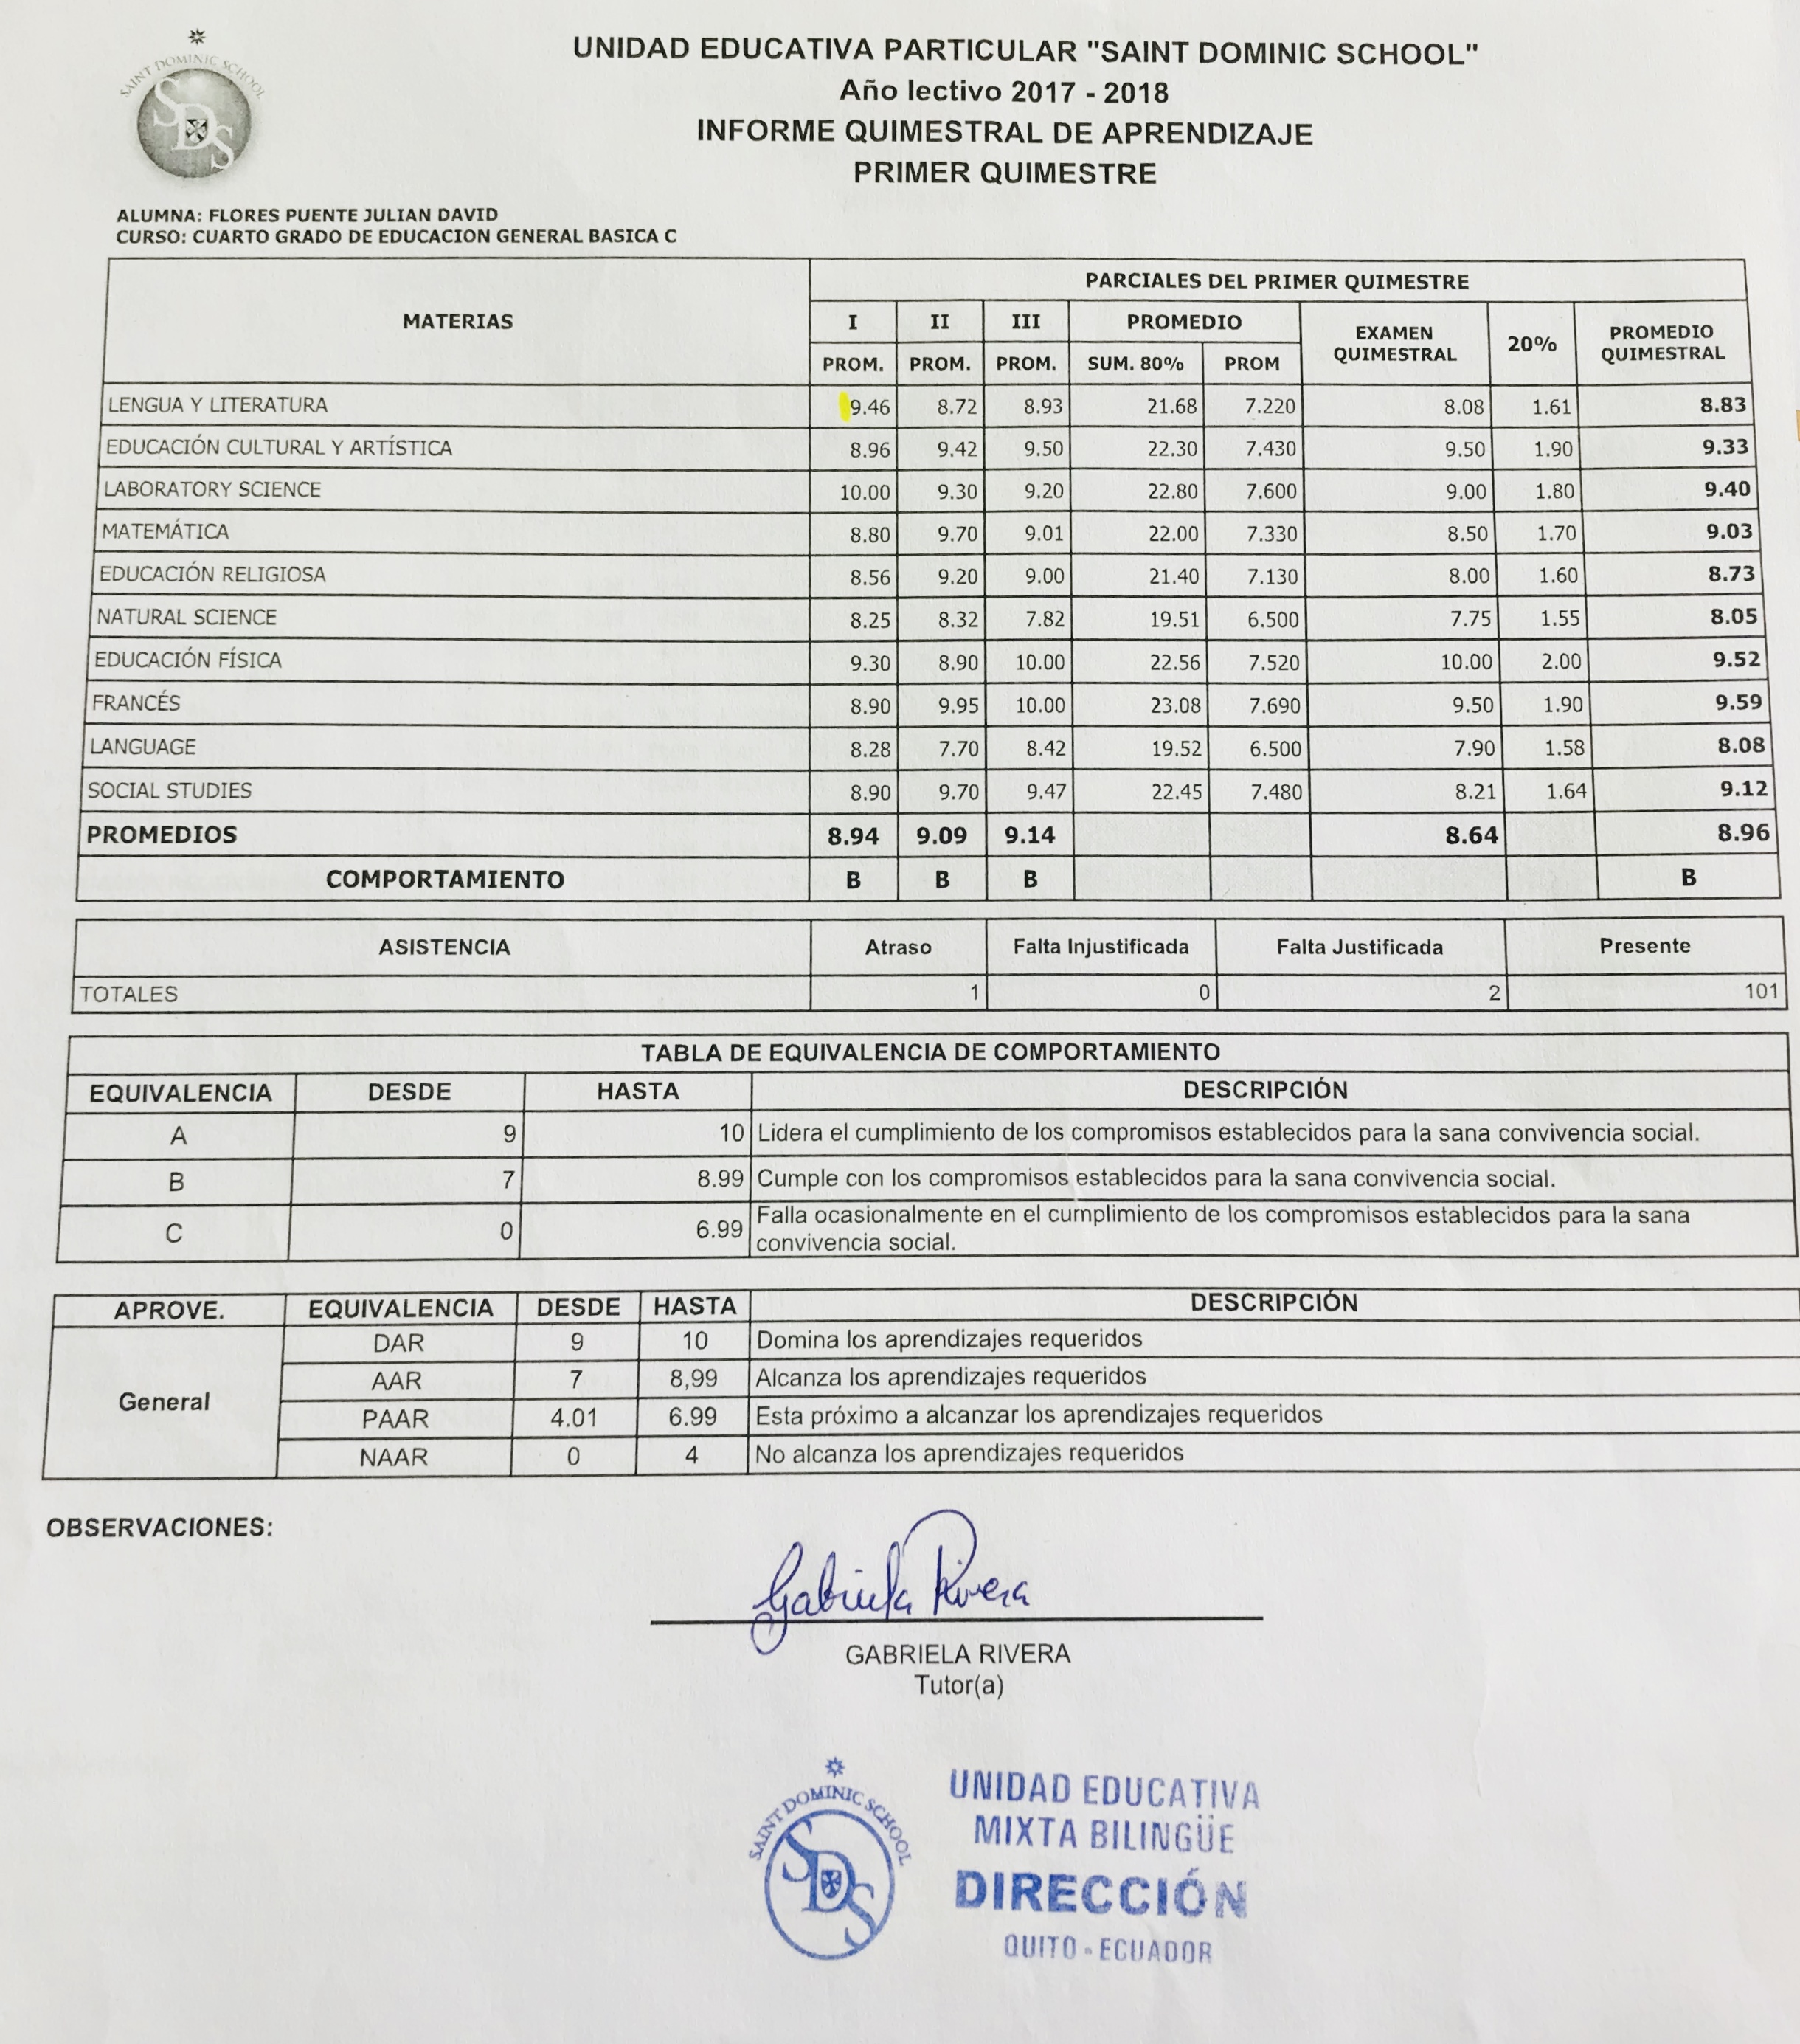 SAINT DOMINIC SCHOOL
SDS
UNIDAD EDUCATIVA PARTICULAR "SAINT DOMINIC SCHOOL"
Año lectivo 2017 - 2018
INFORME QUIMESTRAL DE APRENDIZAJE
PRIMER QUIMESTRE
ALUMNA: FLORES PUENTE JULIAN DAVID
CURSO: CUARTO GRADO DE EDUCACION GENERAL BASICA C
PARCIALES DEL PRIMER QUIMESTRE
MATERIAS I II III PROMEDIO EXAMEN QUIMESTRAL 20% PROMEDIO QUIMESTRAL
PROM. PROM. PROM. SUM. 80% PROM
LENGUA Y LITERATURA 9.46 8.72 8.93 21.68 7.220 8.08 1.61 8.83
EDUCACIÓN CULTURAL Y ARTÍSTICA 8.96 9.42 9.50 22.30 7.430 9.50 1.90 9.33
LABORATORY SCIENCE 10.00 9.30 9.20 22.80 7.600 9.00 1.80 9.40
MATEMÁTICA 8.80 9.70 9.01 22.00 7.330 8.50 1.70 9.03
EDUCACIÓN RELIGIOSA 8.56 9.20 9.00 21.40 7.130 8.00 1.60 8.73
NATURAL SCIENCE 8.25 8.32 7.82 19.51 6.500 7.75 1.55 8.05
EDUCACIÓN FÍSICA 9.30 8.90 10.00 22.56 7.520 10.00 2.00 9.52
FRANCÉS 8.90 9.95 10.00 23.08 7.690 9.50 1.90 9.59
LANGUAGE 8.28 7.70 8.42 19.52 6.500 7.90 1.58 8.08
SOCIAL STUDIES 8.90 9.70 9.47 22.45 7.480 8.21 1.64 9.12
PROMEDIOS 8.94 9.09 9.14 8.64 8.96
COMPORTAMIENTO B B B B
ASISTENCIA Atraso Falta Injustificada Falta Justificada Presente
TOTALES 1 0 2 101
TABLA DE EQUIVALENCIA DE COMPORTAMIENTO
EQUIVALENCIA DESDE HASTA DESCRIPCIÓN
A 9 10 Lidera el cumplimiento de los compromisos establecidos para la sana convivencia social.
B 7 8.99 Cumple con los compromisos establecidos para la sana convivencia social.
C 0 6.99 Falla ocasionalmente en el cumplimiento de los compromisos establecidos para la sana
convivencia social.
APROVE. EQUIVALENCIA DESDE HASTA DESCRIPCIÓN
General DAR 9 10 Domina los aprendizajes requeridos
AAR 7 8,99 Alcanza los aprendizajes requeridos
PAAR 4.01 6.99 Esta próximo a alcanzar los aprendizajes requeridos
NAAR 0 4 No alcanza los aprendizajes requeridos
OBSERVACIONES:
Gabriela Rivera
GABRIELA RIVERA
Tutor(a)
SAINT DOMINIC SCHOOL
SDS
UNIDAD EDUCATIVA
MIXTA BILINGÜE
DIRECCIÓN
QUITO - ECUADOR